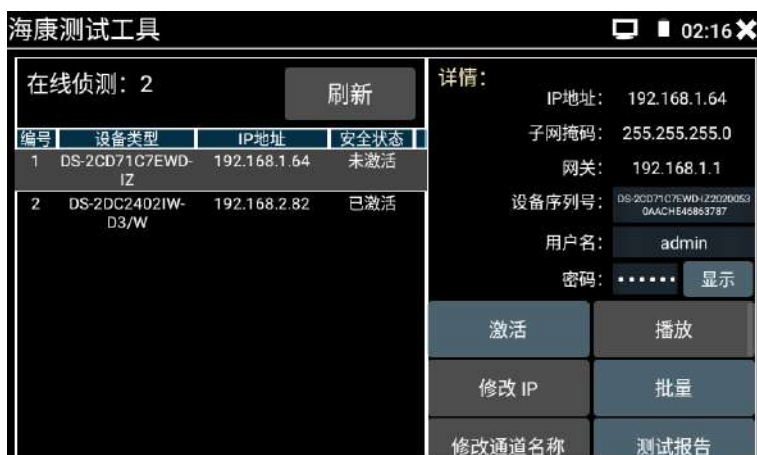 海康测试工具
02:16
在线侦测：2
刷新
编号 设备类型 IP地址 安全状态
1 DS-2CD71C7EWD-IZ 192.168.1.64 未激活
2 DS-2DC2402IW-D3/W 192.168.2.82 已激活
详情：
IP地址： 192.168.1.64
子网掩码： 255.255.255.0
网关： 192.168.1.1
设备序列号： DS-2CD71C7EWD-IZ20200530AACHE46863787
用户名： admin
密码： •••••• 显示
激活 播放
修改 IP 批量
修改通道名称 测试报告